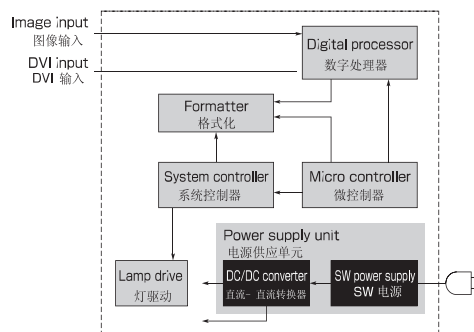 Image input
图像输入
DVI input
DVI 输入
Digital processor
数字处理器
Formatter
格式化
System controller
系统控制器
Micro controller
微控制器
Power supply unit
电源供应单元
Lamp drive
灯驱动
DC/DC converter
直流- 直流转换器
SW power supply
SW 电源